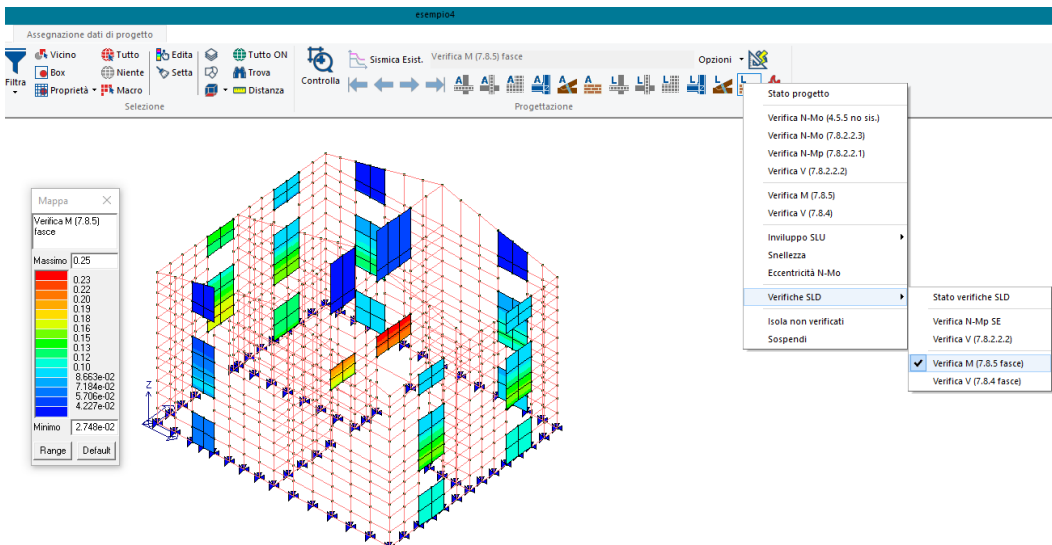 esempio4
Assegnazione dati di progetto
Filtra
Vicino
Box
Proprietà
Tutto
Niente
Macro
Edita
Setta
Tutto ON
Trova
Distanza
Selezione
Controlla
Sismica Esist.
Verifica M (7.8.5) fasce
Opzioni
Progettazione
Stato progetto
Verifica N-Mo (4.5.5 no sis.)
Verifica N-Mo (7.8.2.2.3)
Verifica N-Mp (7.8.2.2.1)
Verifica V (7.8.2.2.2)
Verifica M (7.8.5)
Verifica V (7.8.4)
Inviluppo SLU
Snellezza
Eccentricità N-Mo
Verifiche SLD
Isola non verificati
Sospendi
Stato verifiche SLD
Verifica N-Mp SE
Verifica V (7.8.2.2.2)
Verifica M (7.8.5 fasce)
Verifica V (7.8.4 fasce)
Mappa
Verifica M (7.8.5)
fasce
Massimo 0.25
0.23
0.22
0.20
0.19
0.18
0.16
0.15
0.13
0.12
0.10
8.663e-02
7.184e-02
5.706e-02
4.227e-02
Minimo 2.748e-02
Range Default
Z